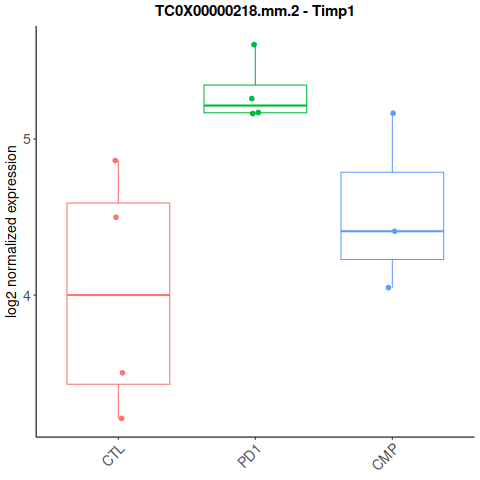 TC0X00000218.mm.2 - Timp1
log2 normalized expression
5
4
CTL
PD1
CMP